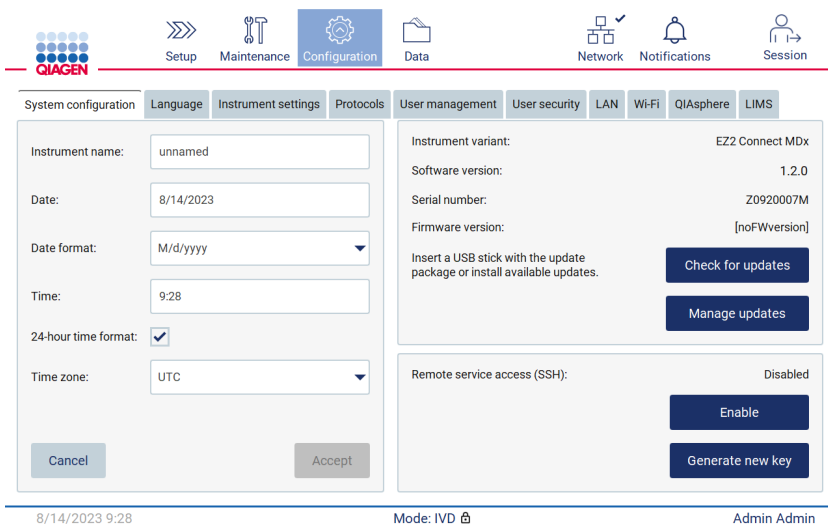 QIAGEN
Setup
Maintenance
Configuration
Data
Network
Notifications
Session
System configuration
Language
Instrument settings
Protocols
User management
User security
LAN
Wi-Fi
QIAsphere
LIMS
Instrument name:
unnamed
Date:
8/14/2023
Date format:
M/d/yyyy
Time:
9:28
24-hour time format:
Time zone:
UTC
Cancel
Accept
Instrument variant:
EZ2 Connect MDx
Software version:
1.2.0
Serial number:
Z0920007M
Firmware version:
[noFWversion]
Insert a USB stick with the update
package or install available updates.
Check for updates
Manage updates
Remote service access (SSH):
Disabled
Enable
Generate new key
8/14/2023 9:28
Mode: IVD
Admin Admin